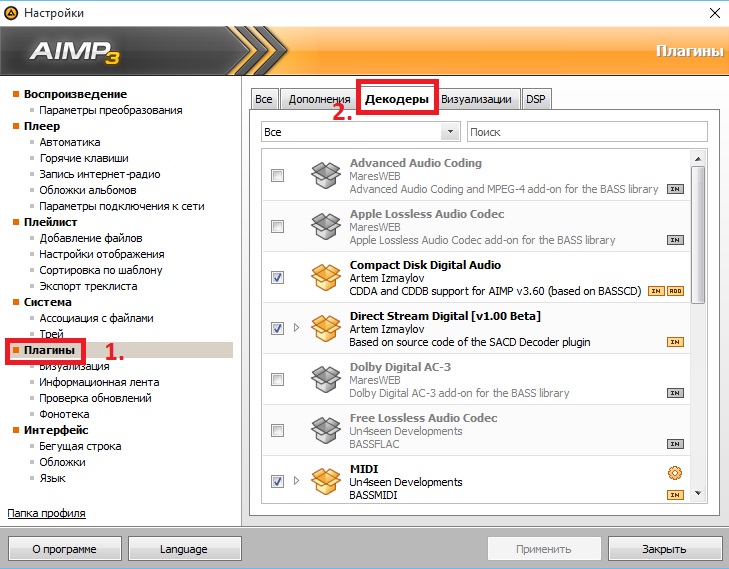 Настройки
AIMP3
Плагины
Воспроизведение
Параметры преобразования
Плеер
Автоматика
Горячие клавиши
Запись интернет-радио
Обложки альбомов
Параметры подключения к сети
Плейлист
Добавление файлов
Настройки отображения
Сортировка по шаблону
Экспорт треклиста
Система
Ассоциация с файлами
Трей
Плагины
1.
Визуализация
Информационная лента
Проверка обновлений
Фонотека
Интерфейс
Бегущая строка
Обложки
Язык
Папка профиля
Все Дополнения Декодеры Визуализации DSP
2.
Все
Поиск
Advanced Audio Coding
MaresWEB
Advanced Audio Coding and MPEG-4 add-on for the BASS library IN
Apple Lossless Audio Codec
MaresWEB
Apple Lossless Audio Codec add-on for the BASS library IN
Compact Disk Digital Audio
Artem Izmaylov
CDDA and CDDB support for AIMP v3.60 (based on BASSCD) IN ADD
Direct Stream Digital [v1.00 Beta]
Artem Izmaylov
Based on source code of the SACD Decoder plugin IN
Dolby Digital AC-3
MaresWEB
Dolby Digital AC-3 add-on for the BASS library IN
Free Lossless Audio Codec
Un4seen Developments
BASSFLAC IN
MIDI
Un4seen Developments
BASSMIDI IN
О программе Language Применить Закрыть